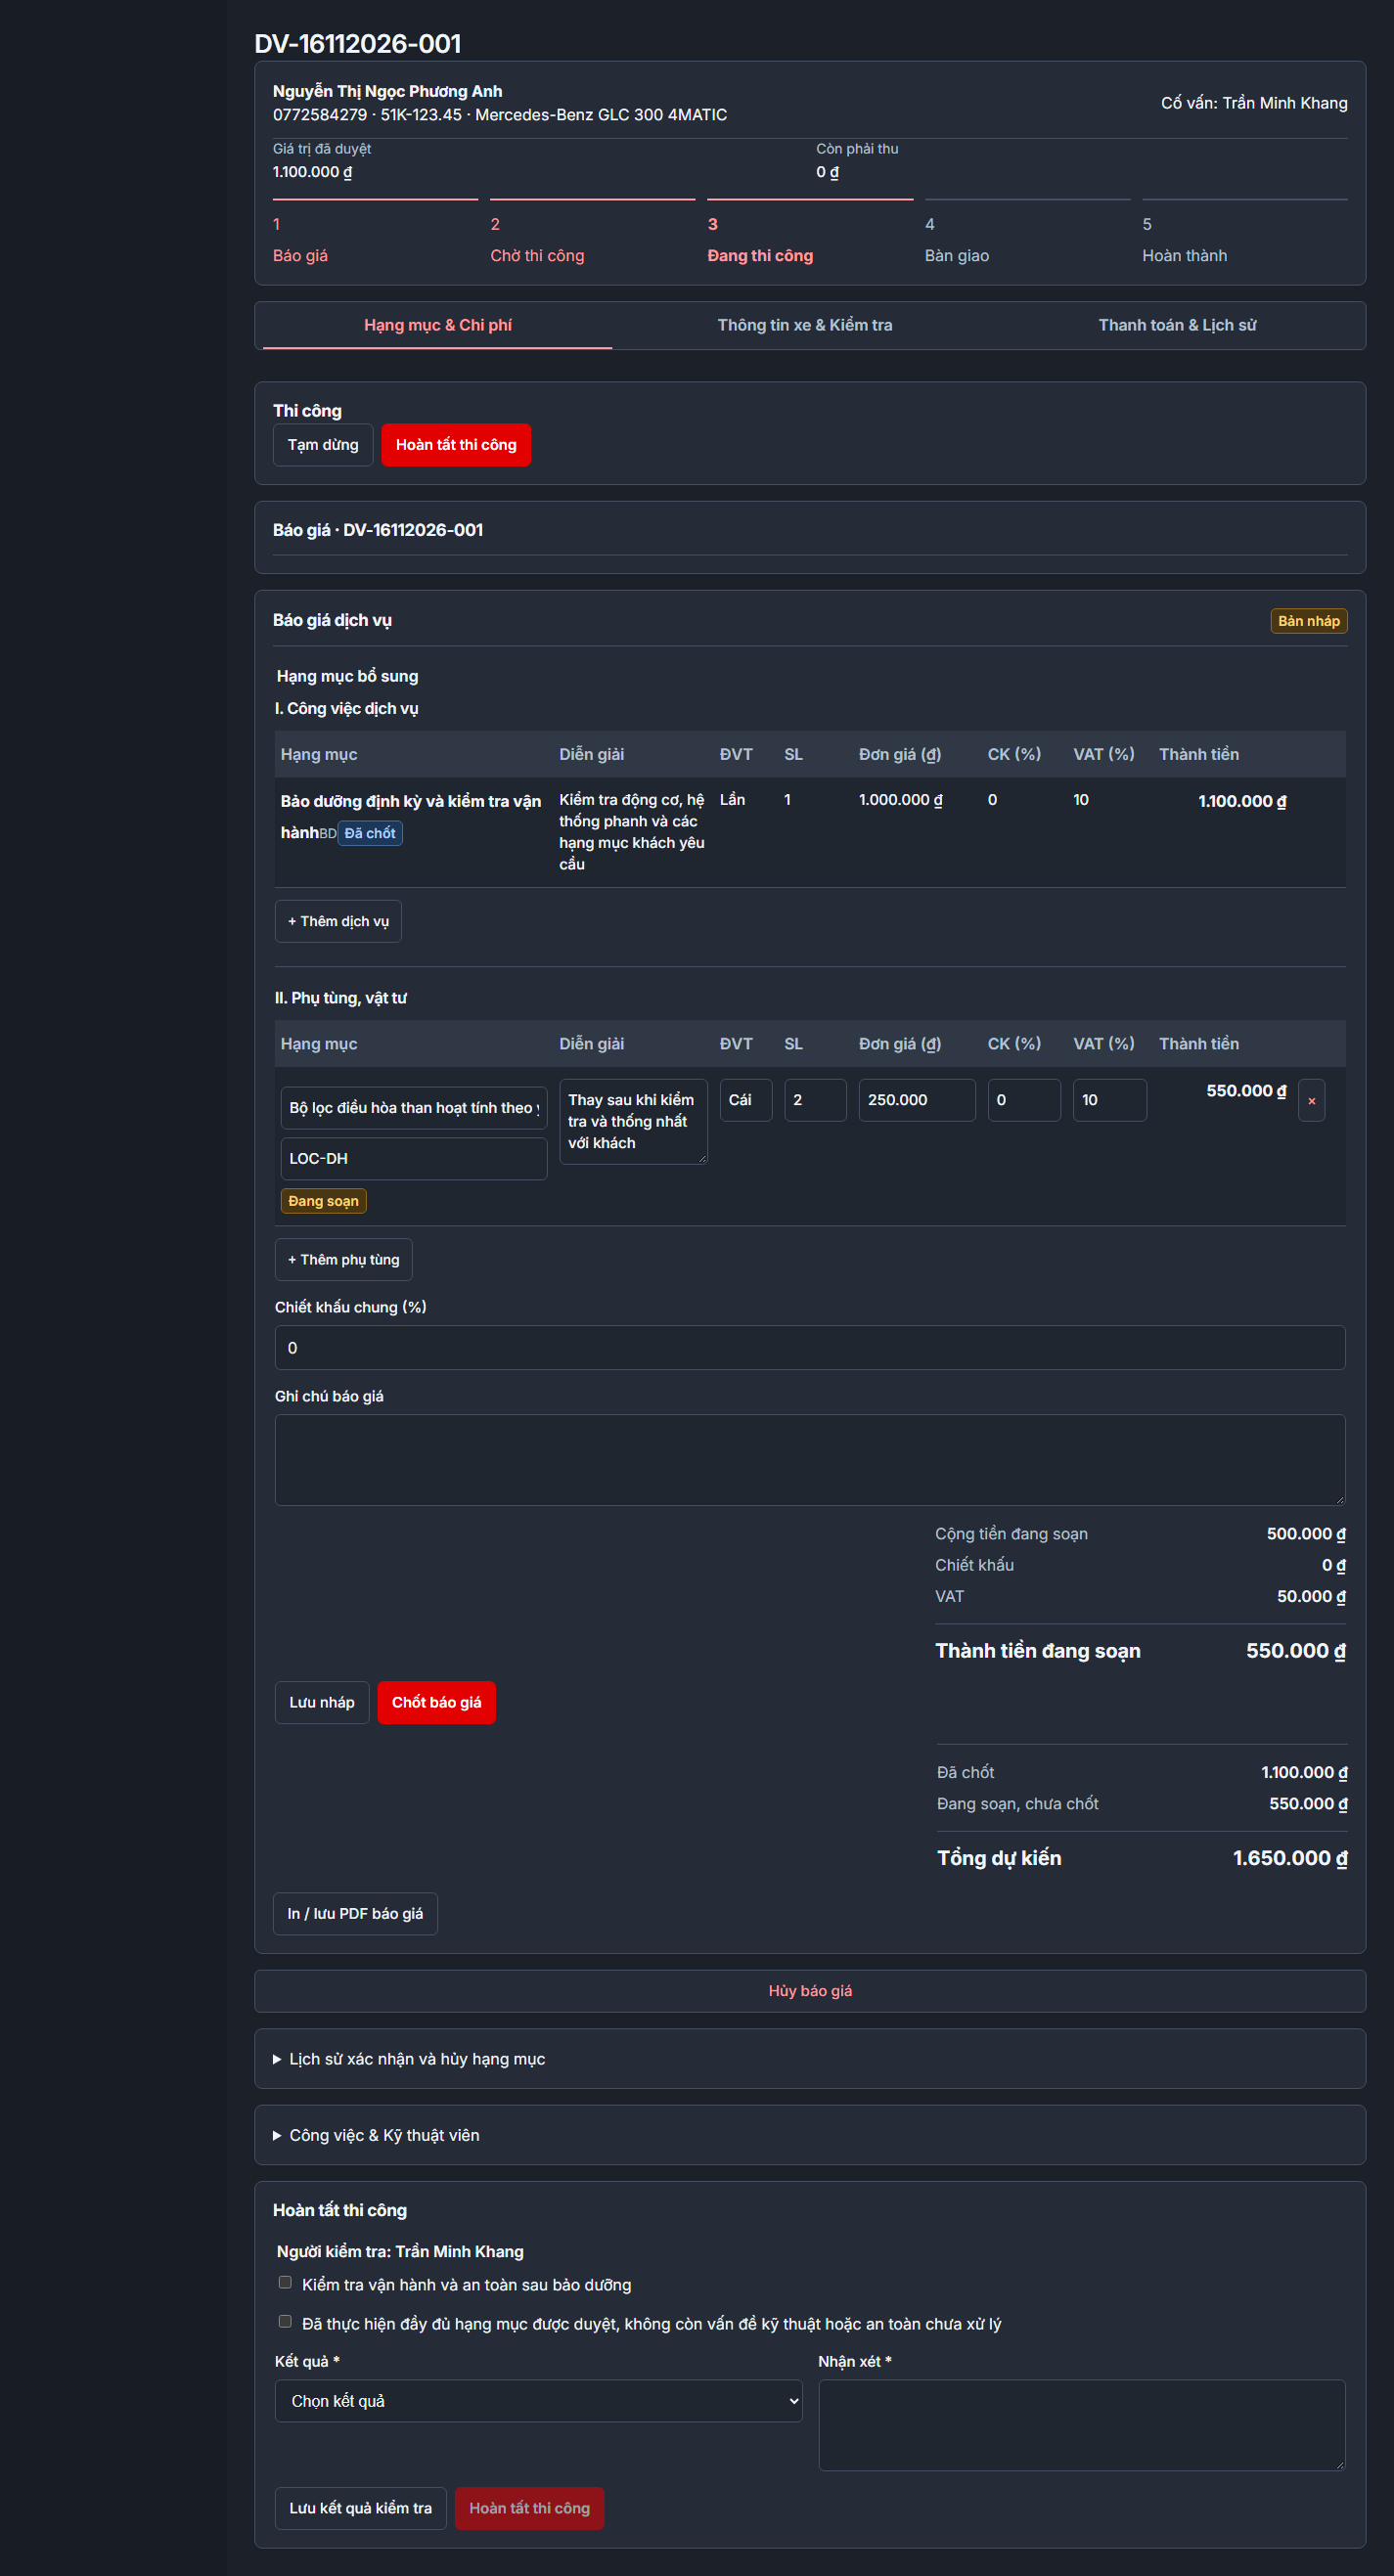 DV-16112026-001
Nguyễn Thị Ngọc Phương Anh
0772584279 · 51K-123.45 · Mercedes-Benz GLC 300 4MATIC
Cố vấn: Trần Minh Khang
Giá trị đã duyệt
1.100.000 ₫
Còn phải thu
0 ₫
1
Báo giá
2
Chờ thi công
3
Đang thi công
4
Bàn giao
5
Hoàn thành
Hạng mục & Chi phí
Thông tin xe & Kiểm tra
Thanh toán & Lịch sử
Thi công
Tạm dừng
Hoàn tất thi công
Báo giá · DV-16112026-001
Báo giá dịch vụ
Bản nháp
Hạng mục bổ sung
I. Công việc dịch vụ
Hạng mục Diễn giải ĐVT SL Đơn giá (₫) CK (%) VAT (%) Thành tiền
Bảo dưỡng định kỳ và kiểm tra vận
hànhBD Đã chốt
Kiểm tra động cơ, hệ
thống phanh và các
hạng mục khách yêu
cầu
Lần
1
1.000.000 ₫
0
10
1.100.000 ₫
+ Thêm dịch vụ
II. Phụ tùng, vật tư
Hạng mục Diễn giải ĐVT SL Đơn giá (₫) CK (%) VAT (%) Thành tiền
Bộ lọc điều hòa than hoạt tính theo
LOC-DH
Đang soạn
Thay sau khi kiểm
tra và thống nhất
với khách
Cái
2
250.000
0
10
550.000 ₫
×
+ Thêm phụ tùng
Chiết khấu chung (%)
0
Ghi chú báo giá
Cộng tiền đang soạn 500.000 ₫
Chiết khấu 0 ₫
VAT 50.000 ₫
Thành tiền đang soạn 550.000 ₫
Lưu nháp
Chốt báo giá
Đã chốt 1.100.000 ₫
Đang soạn, chưa chốt 550.000 ₫
Tổng dự kiến 1.650.000 ₫
In / lưu PDF báo giá
Hủy báo giá
Lịch sử xác nhận và hủy hạng mục
Công việc & Kỹ thuật viên
Hoàn tất thi công
Người kiểm tra: Trần Minh Khang
Kiểm tra vận hành và an toàn sau bảo dưỡng
Đã thực hiện đầy đủ hạng mục được duyệt, không còn vấn đề kỹ thuật hoặc an toàn chưa xử lý
Kết quả *
Chọn kết quả
Nhận xét *
Lưu kết quả kiểm tra
Hoàn tất thi công